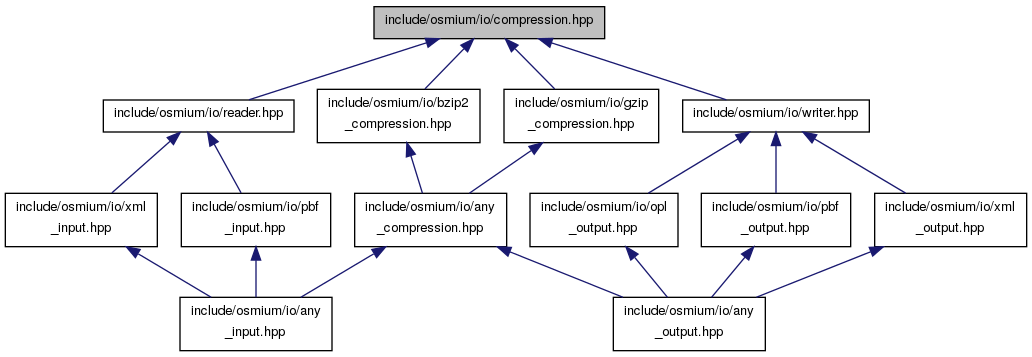 include/osmium/io/compression.hpp
include/osmium/io/reader.hpp
include/osmium/io/bzip2
_compression.hpp
include/osmium/io/gzip
_compression.hpp
include/osmium/io/writer.hpp
include/osmium/io/xml
_input.hpp
include/osmium/io/pbf
_input.hpp
include/osmium/io/any
_compression.hpp
include/osmium/io/opl
_output.hpp
include/osmium/io/pbf
_output.hpp
include/osmium/io/xml
_output.hpp
include/osmium/io/any
_input.hpp
include/osmium/io/any
_output.hpp